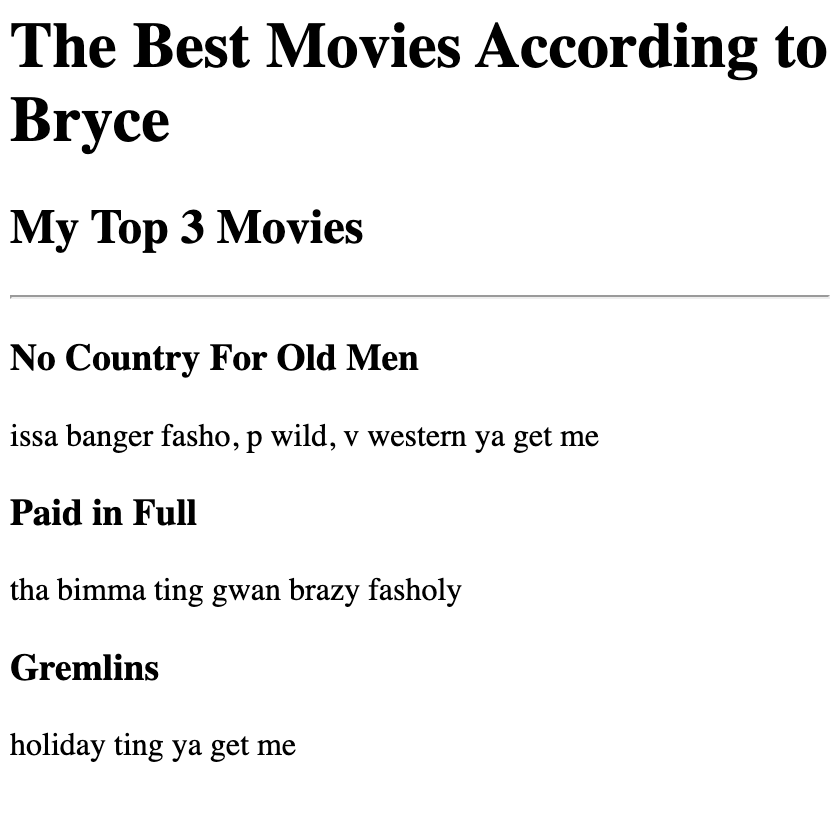 The Best Movies According to
Bryce
My Top 3 Movies
No Country For Old Men
issa banger fasho, p wild, v western ya get me
Paid in Full
tha bimma ting gwan brazy fasholy
Gremlins
holiday ting ya get me